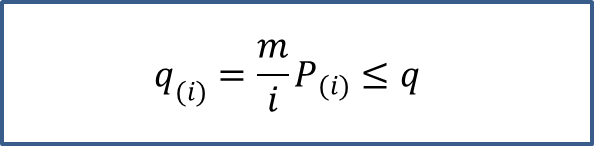 q_(i) = m/i P_(i) ≤ q